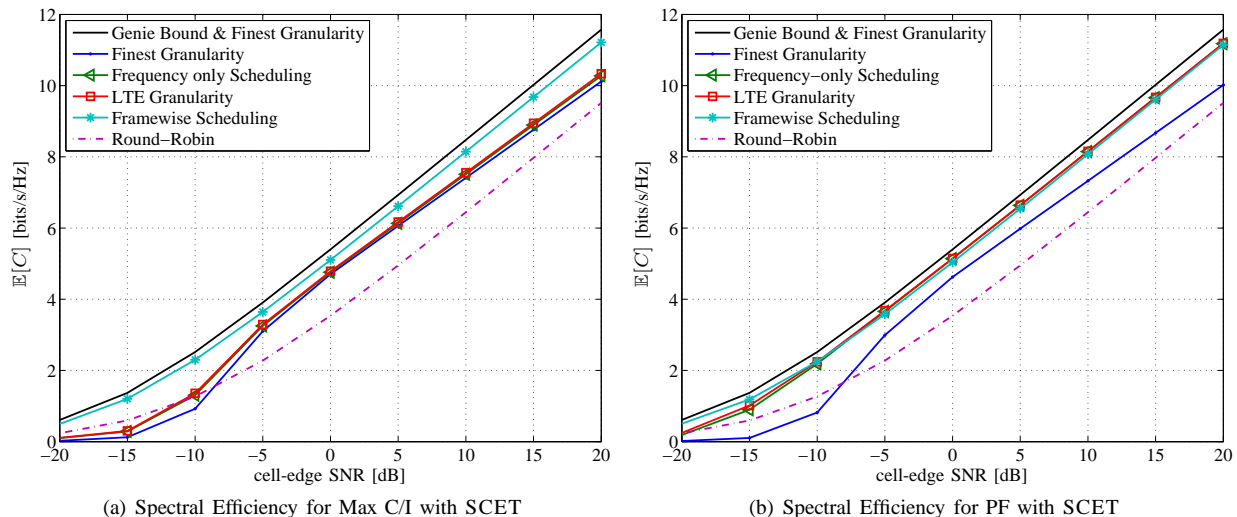 12
10
8
6
4
2
0
𝔼[C] [bits/s/Hz]
Genie Bound & Finest Granularity
Finest Granularity
Frequency only Scheduling
LTE Granularity
Framewise Scheduling
Round−Robin
−20 −15 −10 −5 0 5 10 15 20
cell-edge SNR [dB]
(a) Spectral Efficiency for Max C/I with SCET
12
10
8
6
4
2
0
𝔼[C] [bits/s/Hz]
Genie Bound & Finest Granularity
Finest Granularity
Frequency−only Scheduling
LTE Granularity
Framewise Scheduling
Round−Robin
−20 −15 −10 −5 0 5 10 15 20
cell-edge SNR [dB]
(b) Spectral Efficiency for PF with SCET